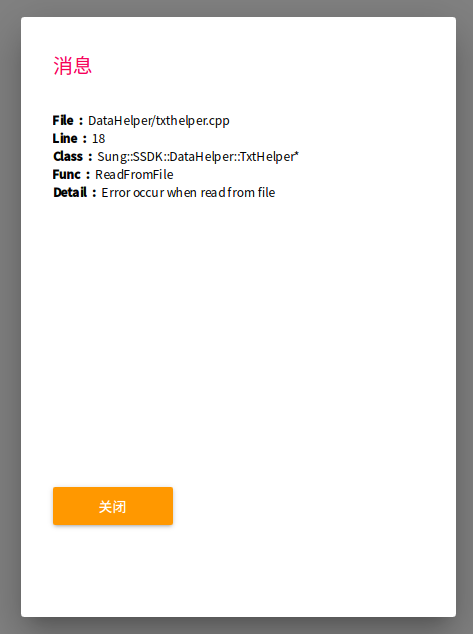 消息
File：DataHelper/txthelper.cpp
Line：18
Class：Sung::SSDK::DataHelper::TxtHelper*
Func：ReadFromFile
Detail：Error occur when read from file
关闭